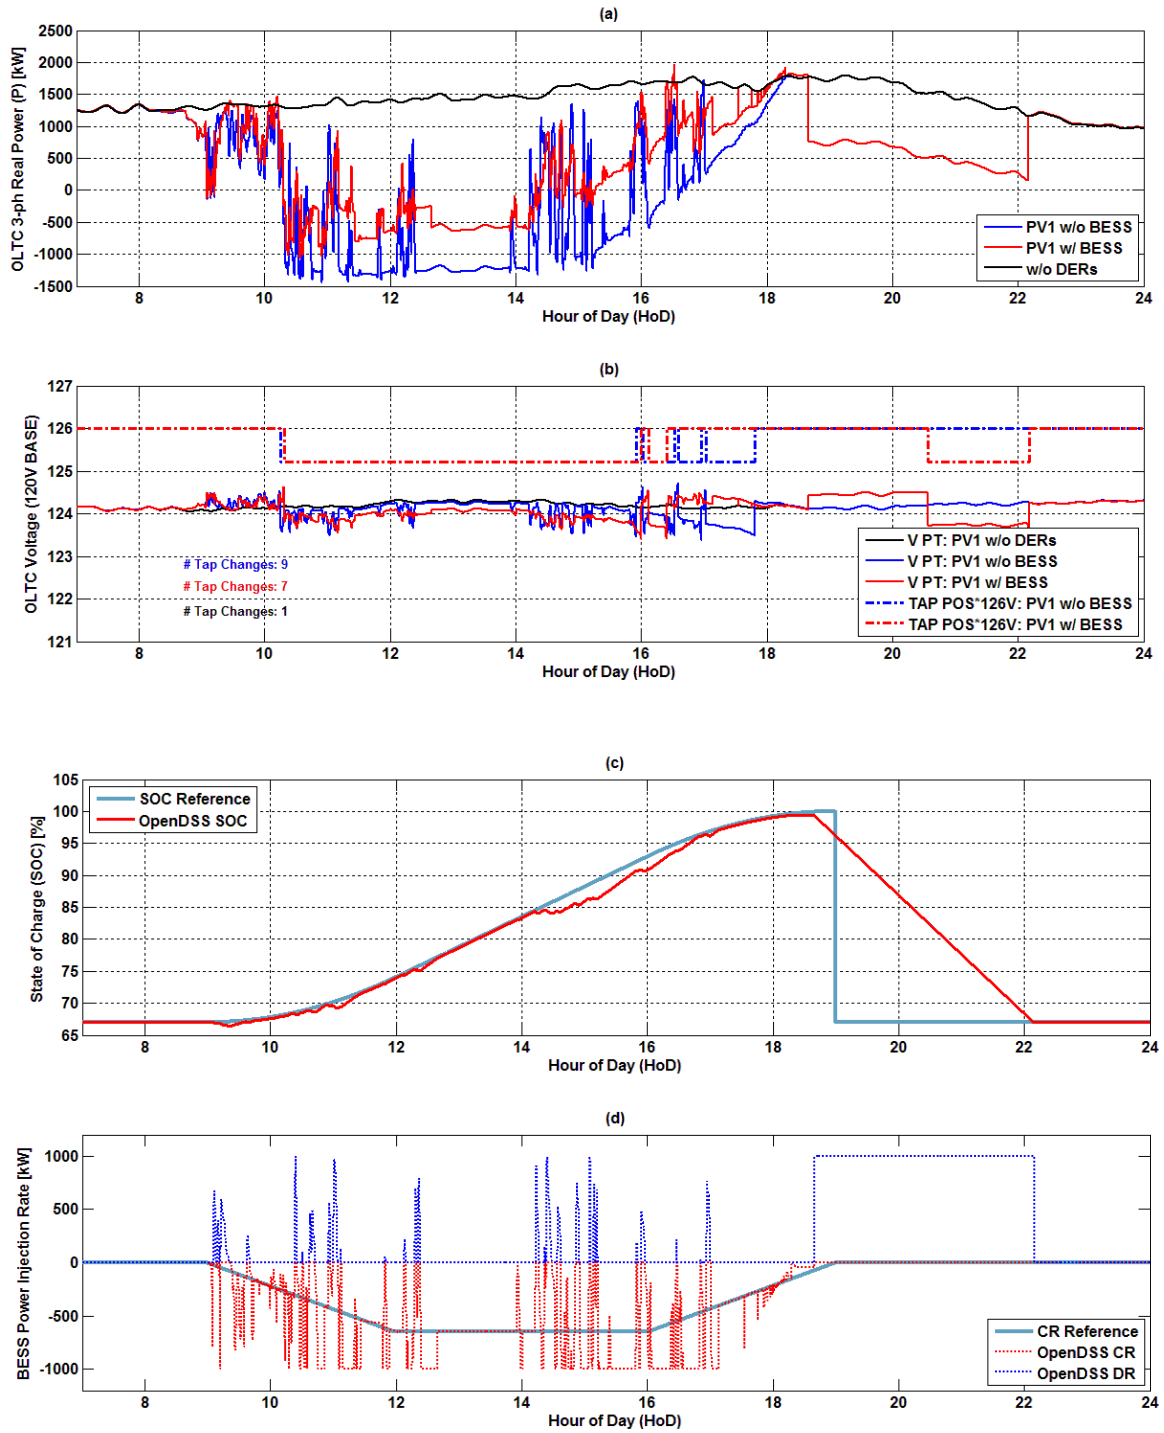 (a)
OLTC 3-ph Real Power (P) [kW]
2500
2000
1500
1000
500
0
-500
-1000
-1500
PV1 w/o BESS
PV1 w/ BESS
w/o DERs
8 10 12 14 16 18 20 22 24
Hour of Day (HoD)
(b)
OLTC Voltage (120V BASE)
127
126
125
124
123
122
121
# Tap Changes: 9
# Tap Changes: 7
# Tap Changes: 1
V PT: PV1 w/o DERs
V PT: PV1 w/o BESS
V PT: PV1 w/ BESS
TAP POS*126V: PV1 w/o BESS
TAP POS*126V: PV1 w/ BESS
8 10 12 14 16 18 20 22 24
Hour of Day (HoD)
(c)
State of Charge (SOC) [%]
105
100
95
90
85
80
75
70
65
SOC Reference
OpenDSS SOC
8 10 12 14 16 18 20 22 24
Hour of Day (HoD)
(d)
BESS Power Injection Rate [kW]
1000
500
0
-500
-1000
CR Reference
OpenDSS CR
OpenDSS DR
8 10 12 14 16 18 20 22 24
Hour of Day (HoD)